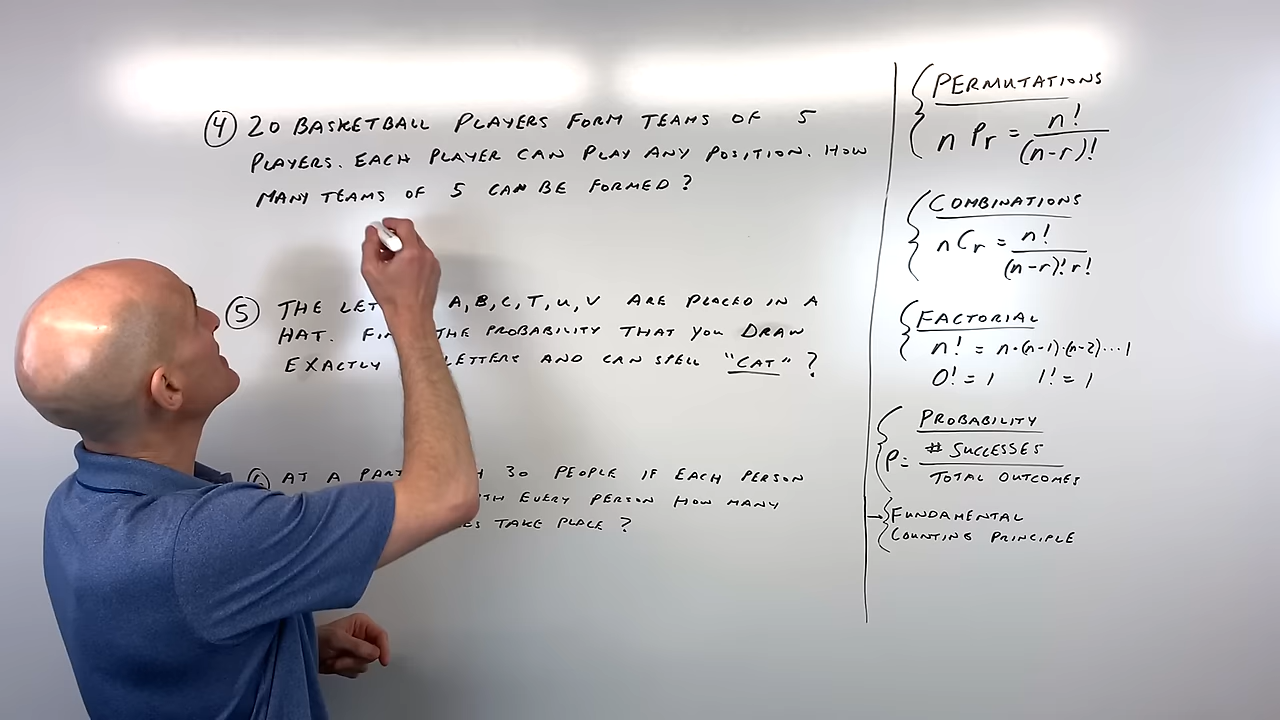 ④ 20 BASKETBALL PLAYERS FORM TEAMS OF 5
PLAYERS. EACH PLAYER CAN PLAY ANY POSITION. HOW
MANY TEAMS OF 5 CAN BE FORMED?
⑤ THE LET A, B, C, T, U, V ARE PLACED IN A
HAT. THE PROBABILITY THAT YOU DRAW
EXACTLY LETTERS AND CAN SPELL "CAT"?
AT A 30 PEOPLE IF EACH PERSON
EVERY PERSON HOW MANY
TAKE PLACE?
PERMUTATIONS
nPr = n!/(n-r)!
COMBINATIONS
nCr = n!/(n-r)!r!
FACTORIAL
n! = n·(n-1)·(n-2)...1
0! = 1 1! = 1
PROBABILITY
P = # SUCCESSES/TOTAL OUTCOMES
→ FUNDAMENTAL
COUNTING PRINCIPLE